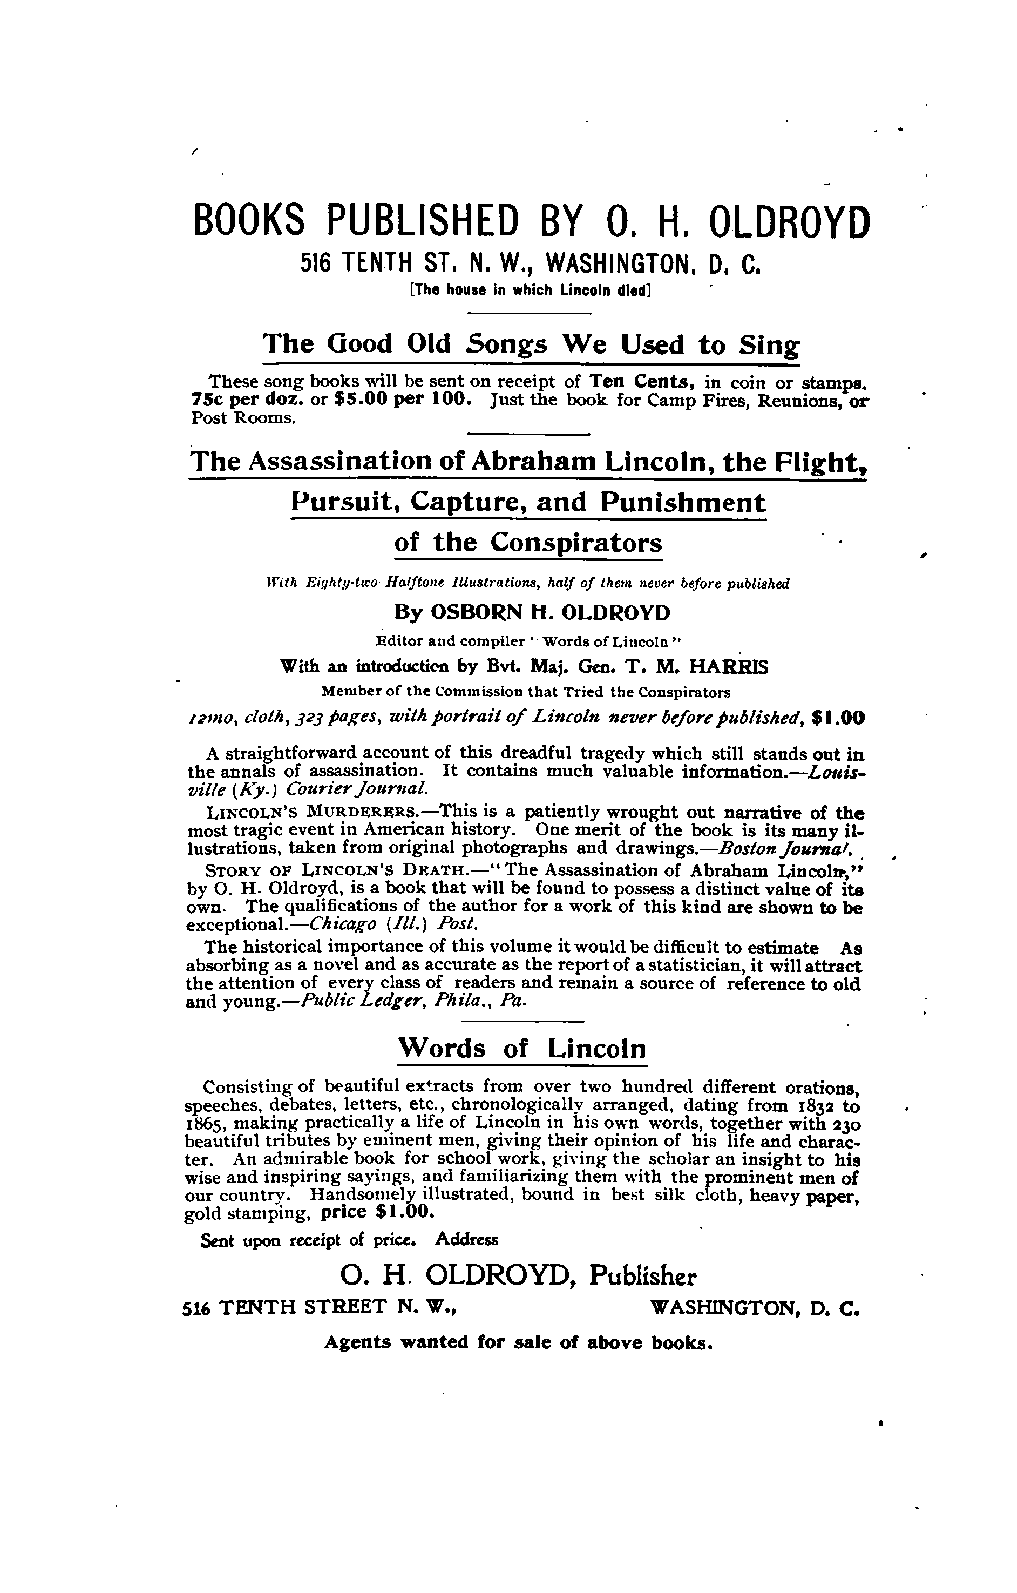 BOOKS PUBLISHED BY O. H. OLDROYD
516 TENTH ST. N. W., WASHINGTON, D. C.
[The house in which Lincoln died]
The Good Old Songs We Used to Sing
These song books will be sent on receipt of Ten Cents, in coin or stamps.
75c per doz. or $5.00 per 100. Just the book for Camp Fires, Reunions, or
Post Rooms.
The Assassination of Abraham Lincoln, the Flight,
Pursuit, Capture, and Punishment
of the Conspirators
With Eighty-two Halftone Illustrations, half of them never before published
By OSBORN H. OLDROYD
Editor and compiler "Words of Lincoln"
With an introduction by Bvt. Maj. Gen. T. M. HARRIS
Member of the Commission that Tried the Conspirators
12mo, cloth, 323 pages, with portrait of Lincoln never before published, $1.00
A straightforward account of this dreadful tragedy which still stands out in
the annals of assassination. It contains much valuable information.—Louis-
ville (Ky.) Courier Journal.
LINCOLN'S MURDERERS.—This is a patiently wrought out narrative of the
most tragic event in American history. One merit of the book is its many il-
lustrations, taken from original photographs and drawings.—Boston Journal.
STORY OF LINCOLN'S DEATH.—"The Assassination of Abraham Lincoln,"
by O. H. Oldroyd, is a book that will be found to possess a distinct value of its
own. The qualifications of the author for a work of this kind are shown to be
exceptional.—Chicago (Ill.) Post.
The historical importance of this volume it would be difficult to estimate As
absorbing as a novel and as accurate as the report of a statistician, it will attract
the attention of every class of readers and remain a source of reference to old
and young.—Public Ledger, Phila., Pa.
Words of Lincoln
Consisting of beautiful extracts from over two hundred different orations,
speeches, debates, letters, etc., chronologically arranged, dating from 1832 to
1865, making practically a life of Lincoln in his own words, together with 230
beautiful tributes by eminent men, giving their opinion of his life and charac-
ter. An admirable book for school work, giving the scholar an insight to his
wise and inspiring sayings, and familiarizing them with the prominent men of
our country. Handsomely illustrated, bound in best silk cloth, heavy paper,
gold stamping, price $1.00.
Sent upon receipt of price. Address
O. H. OLDROYD, Publisher
516 TENTH STREET N. W., WASHINGTON, D. C.
Agents wanted for sale of above books.